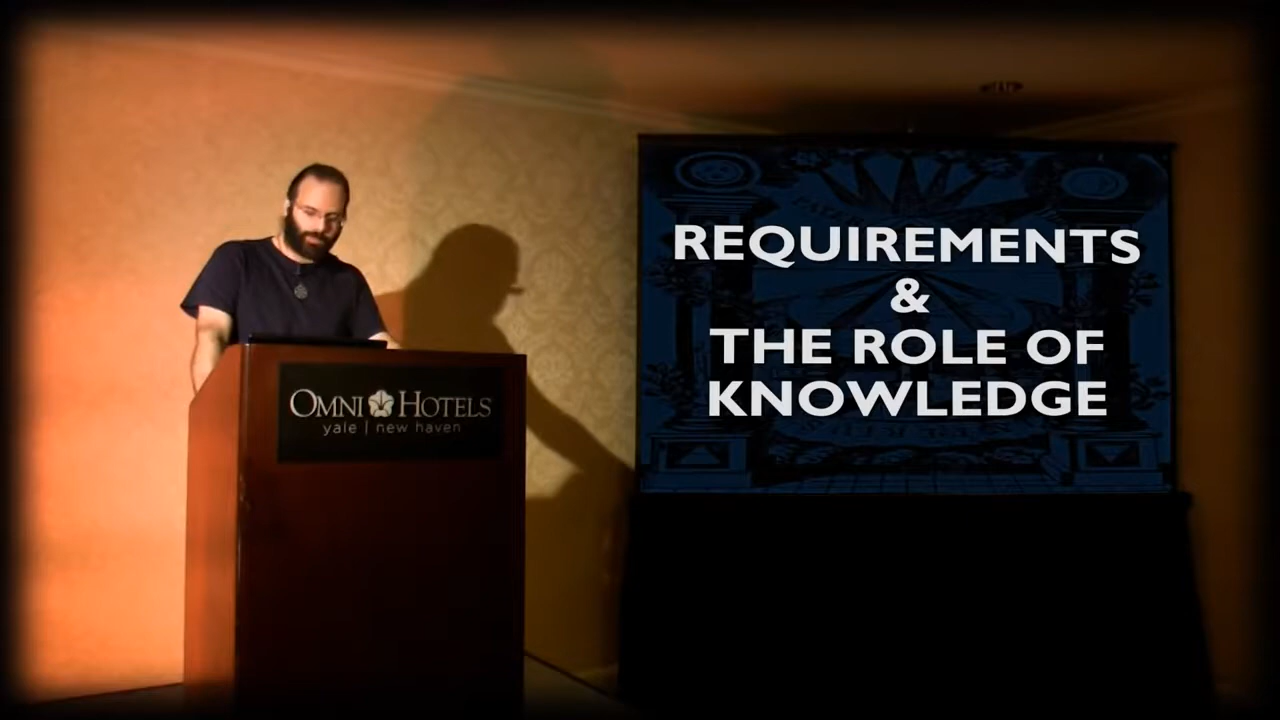 OMNI HOTELS
yale | new haven
REQUIREMENTS
&
THE ROLE OF
KNOWLEDGE